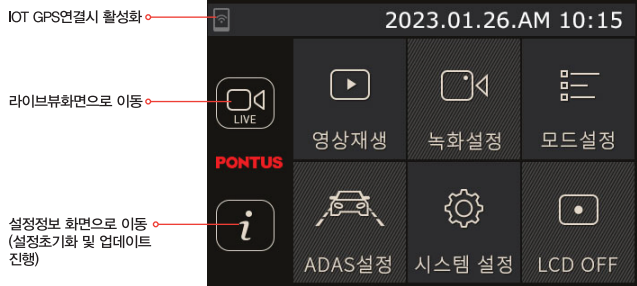 IOT GPS연결시 활성화
2023.01.26.AM 10:15
라이브뷰화면으로 이동
LIVE
영상재생
녹화설정
모드설정
PONTUS
설정정보 화면으로 이동
(설정초기화 및 업데이트
진행)
i
ADAS설정
시스템 설정
LCD OFF